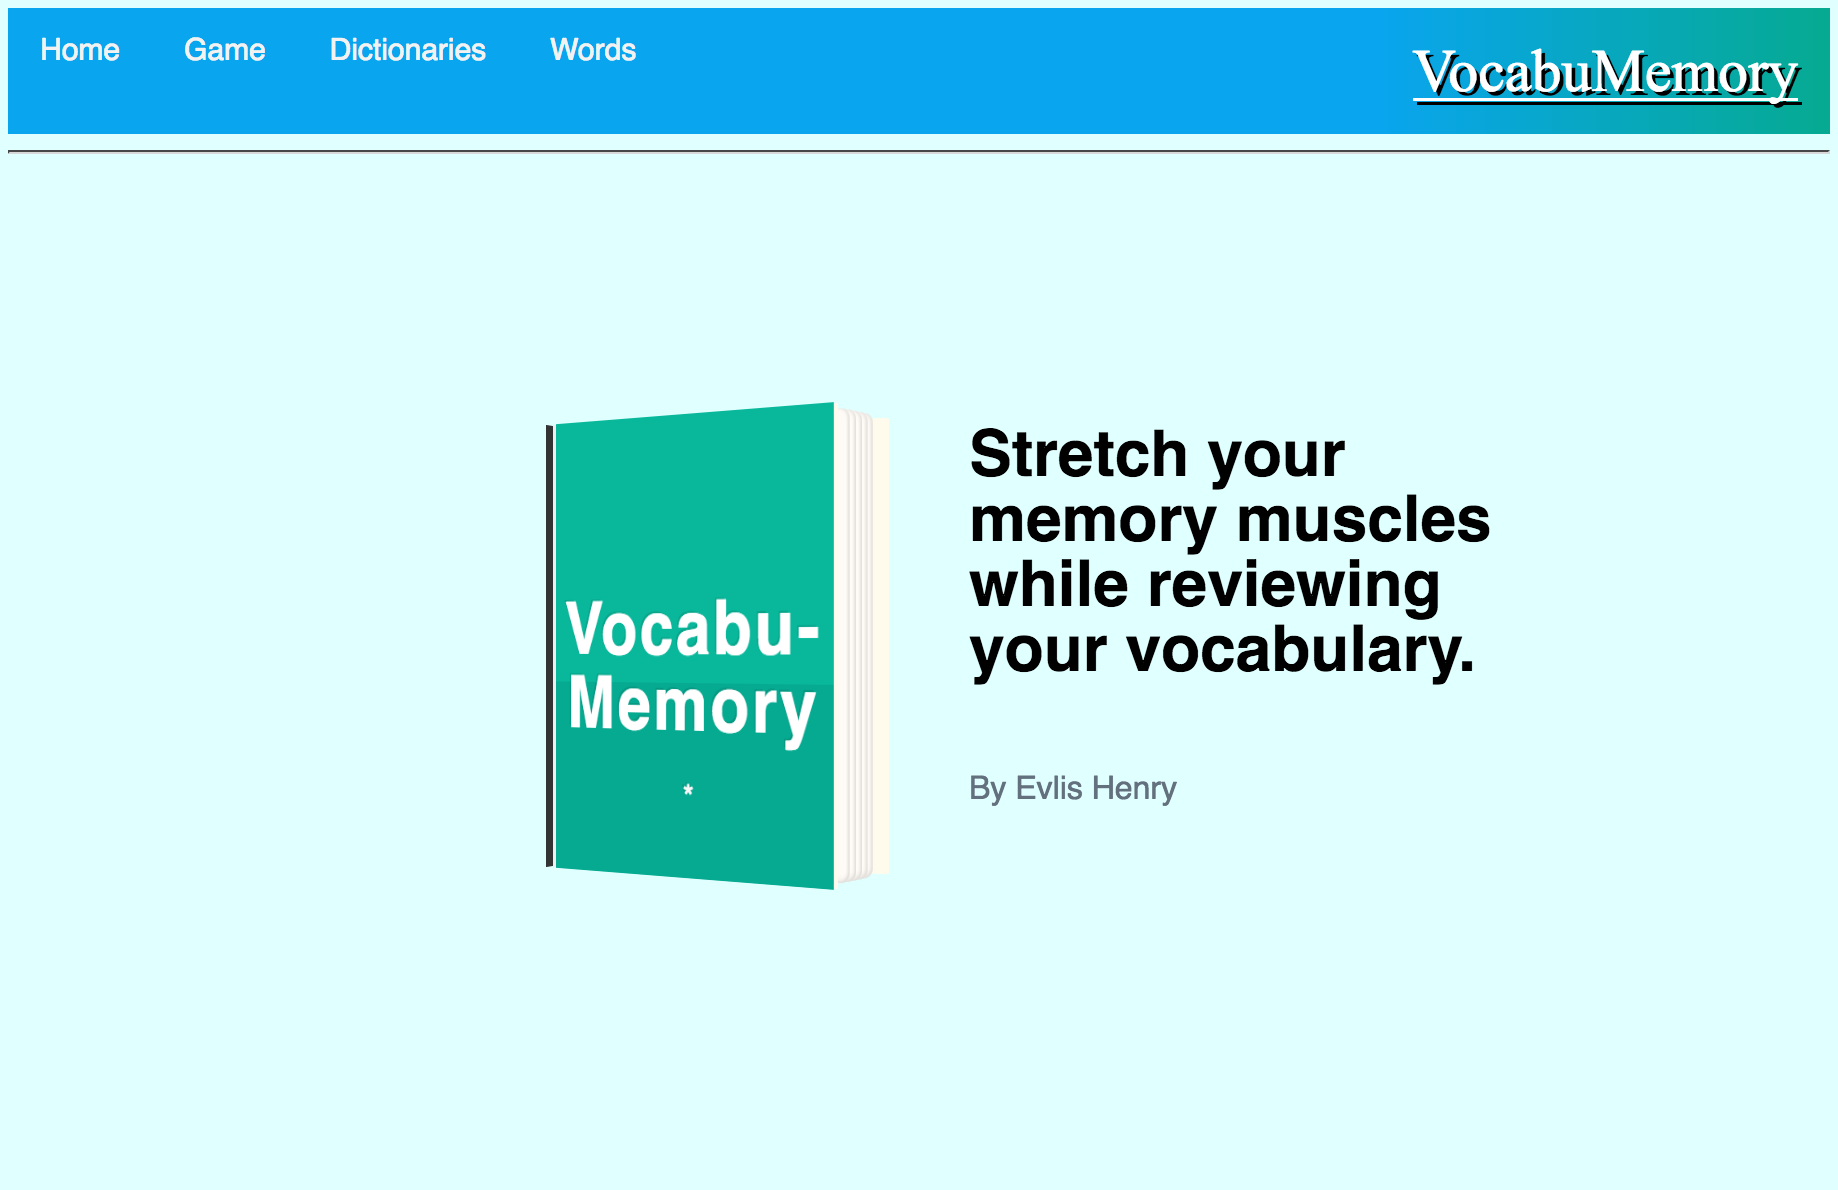 Home Game Dictionaries Words VocabuMemory
Vocabu-
Memory
*
Stretch your
memory muscles
while reviewing
your vocabulary.
By Evlis Henry